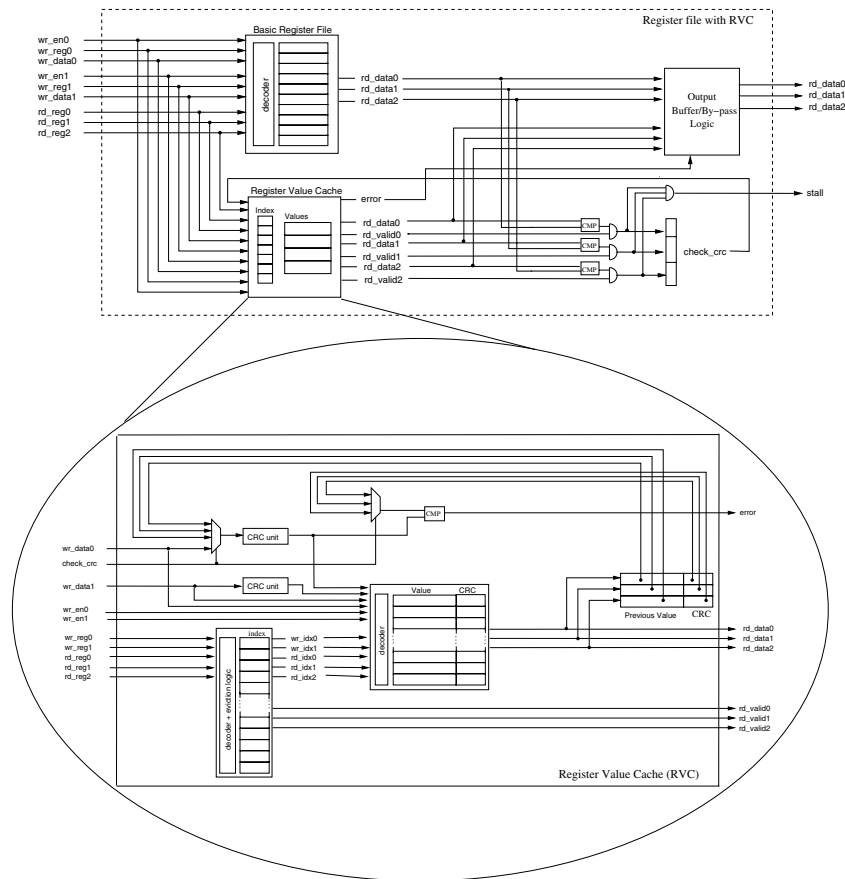 Register file with RVC
Basic Register File
wr_en0
wr_reg0
wr_data0
wr_en1
wr_reg1
wr_data1
rd_reg0
rd_reg1
rd_reg2
decoder
rd_data0
rd_data1
rd_data2
Output
Buffer/By-pass
Logic
rd_data0
rd_data1
rd_data2
Register Value Cache
error
Index
Values
rd_data0
rd_valid0
rd_data1
rd_valid1
rd_data2
rd_valid2
CMP
CMP
CMP
check_crc
stall
CMP
error
CRC unit
wr_data0
check_crc
wr_data1
CRC unit
wr_en0
wr_en1
Value
CRC
decoder
Previous Value
CRC
rd_data0
rd_data1
rd_data2
wr_reg0
wr_reg1
rd_reg0
rd_reg1
rd_reg2
index
decoder + eviction logic
wr_idx0
wr_idx1
rd_idx0
rd_idx1
rd_idx2
rd_valid0
rd_valid1
rd_valid2
Register Value Cache (RVC)